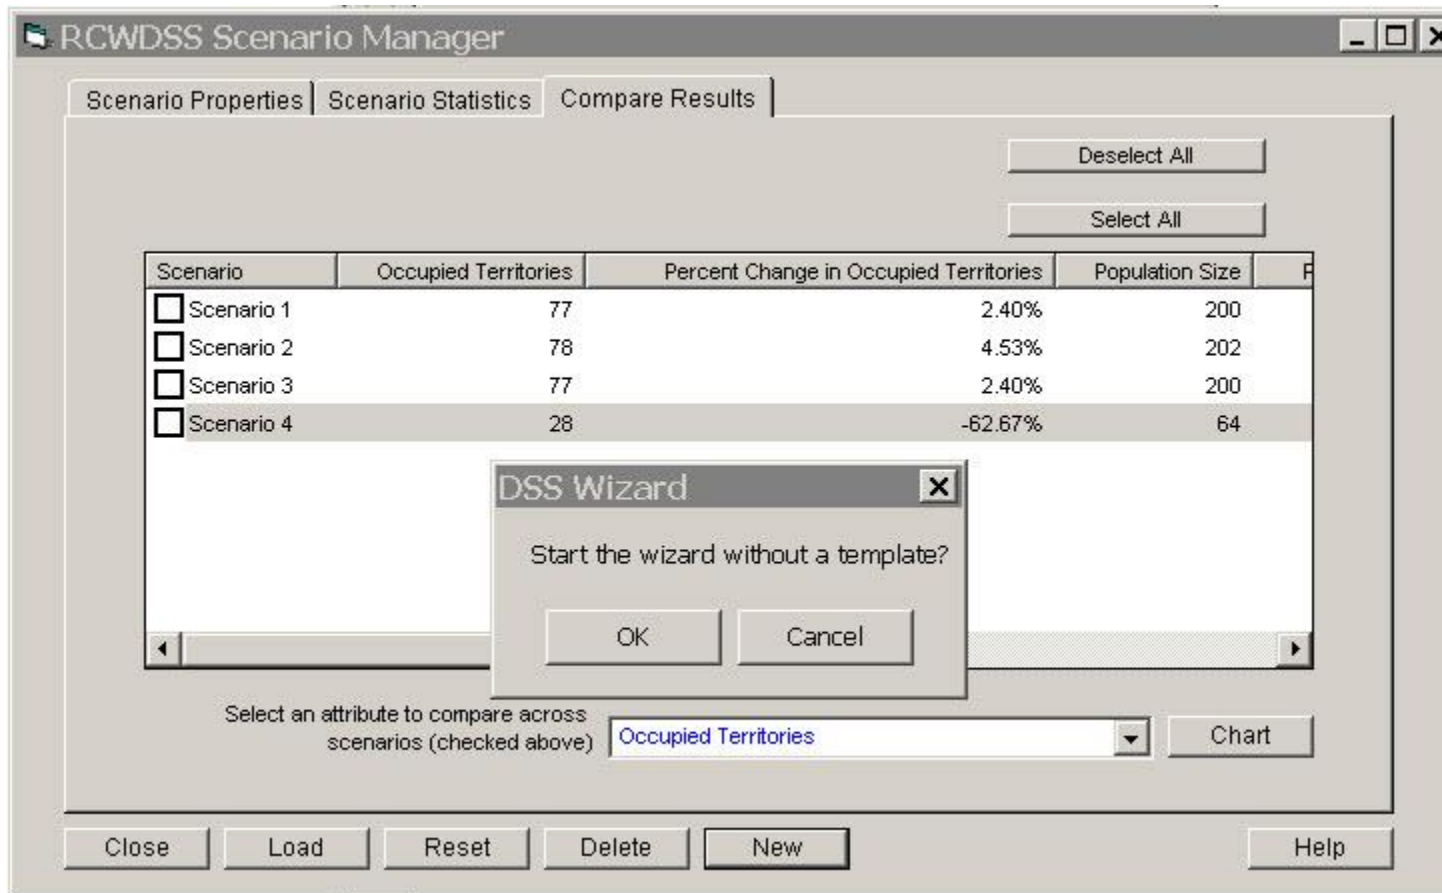 RCWDSS Scenario Manager
Scenario Properties Scenario Statistics Compare Results
Deselect All
Select All
Scenario Occupied Territories Percent Change in Occupied Territories Population Size
Scenario 1 77 2.40% 200
Scenario 2 78 4.53% 202
Scenario 3 77 2.40% 200
Scenario 4 28 -62.67% 64
DSS Wizard
Start the wizard without a template?
OK Cancel
Select an attribute to compare across
scenarios (checked above) Occupied Territories Chart
Close Load Reset Delete New Help